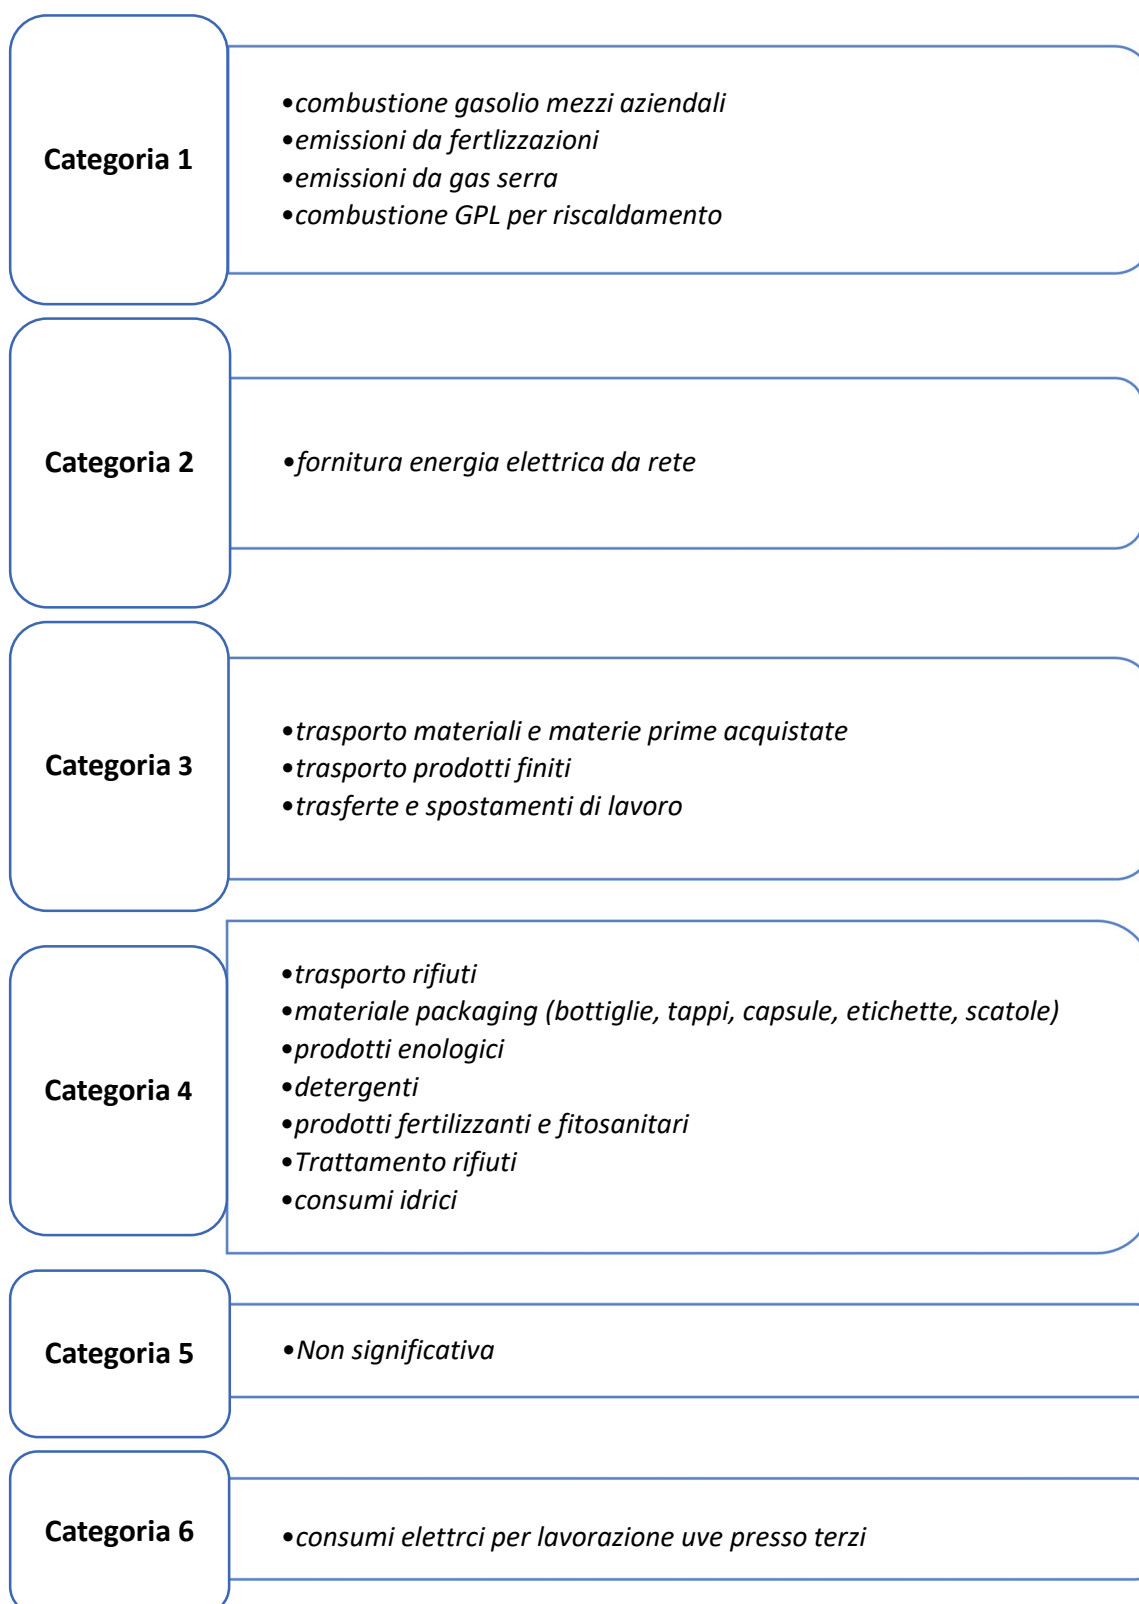 Categoria 1
•combustione gasolio mezzi aziendali
•emissioni da fertlizzazioni
•emissioni da gas serra
•combustione GPL per riscaldamento
Categoria 2
•fornitura energia elettrica da rete
Categoria 3
•trasporto materiali e materie prime acquistate
•trasporto prodotti finiti
•trasferte e spostamenti di lavoro
Categoria 4
•trasporto rifiuti
•materiale packaging (bottiglie, tappi, capsule, etichette, scatole)
•prodotti enologici
•detergenti
•prodotti fertilizzanti e fitosanitari
•Trattamento rifiuti
•consumi idrici
Categoria 5
•Non significativa
Categoria 6
•consumi elettrci per lavorazione uve presso terzi